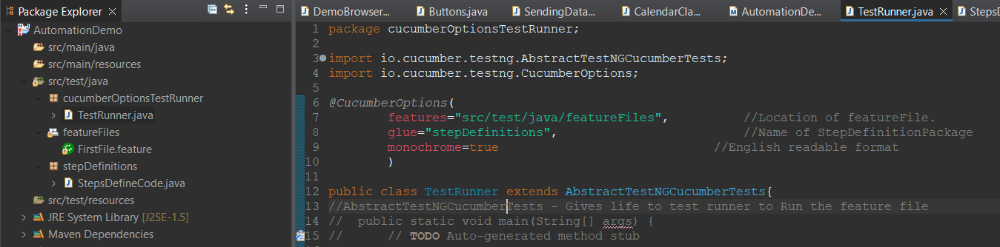 Package Explorer
AutomationDemo
src/main/java
src/main/resources
src/test/java
cucumberOptionsTestRunner
TestRunner.java
featureFiles
FirstFile.feature
stepDefinitions
StepsDefineCode.java
src/test/resources
JRE System Library [J2SE-1.5]
Maven Dependencies
DemoBrowser... Buttons.java SendingData... CalendarCla... AutomationDe... TestRunner.java StepsD
1 package cucumberOptionsTestRunner;
2
3 import io.cucumber.testng.AbstractTestNGCucumberTests;
4 import io.cucumber.testng.CucumberOptions;
5
6 @CucumberOptions(
7 features="src/test/java/featureFiles", //Location of featureFile.
8 glue="stepDefinitions", //Name of StepDefinitionPackage
9 monochrome=true //English readable format
10 )
11
12 public class TestRunner extends AbstractTestNGCucumberTests{
13 //AbstractTestNGCucumberTests - Gives life to test runner to Run the feature file
14 // public static void main(String[] args) {
15 // // TODO Auto-generated method stub